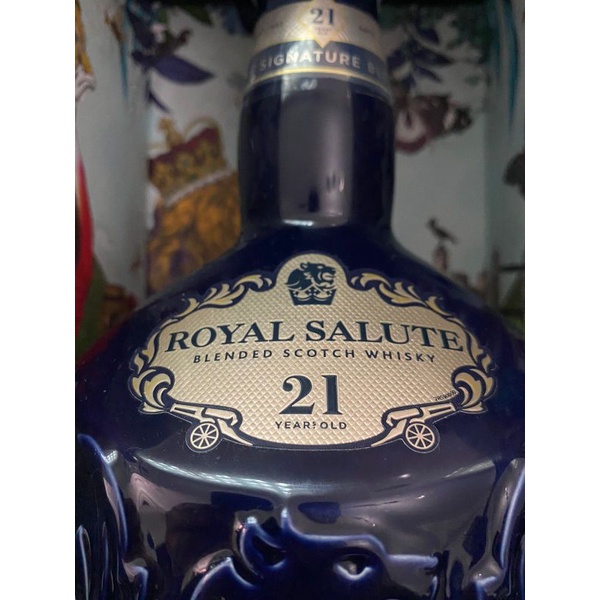 21
SIGNATURE B
ROYAL SALUTE
BLENDED SCOTCH WHISKY
21
YEARS OLD